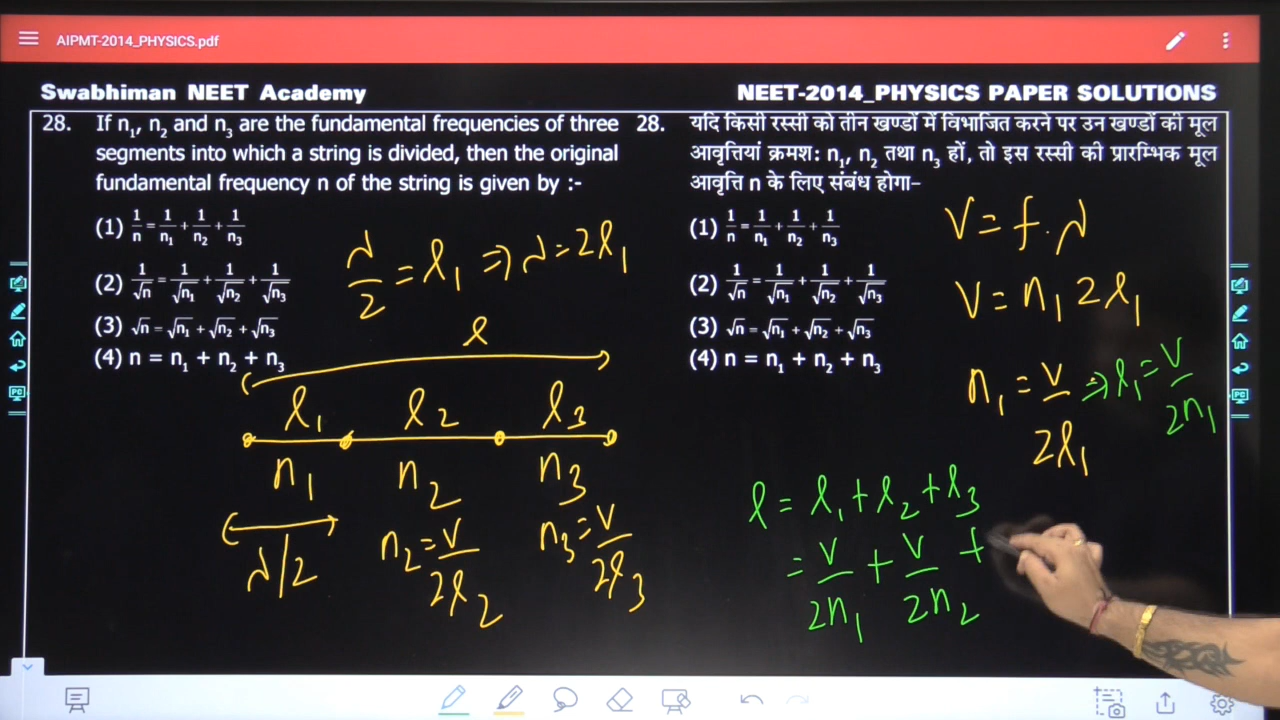 AIPMT-2014_PHYSICS.pdf
Swabhiman NEET Academy
NEET-2014_PHYSICS PAPER SOLUTIONS
28. If n₁, n₂ and n₃ are the fundamental frequencies of three
segments into which a string is divided, then the original
fundamental frequency n of the string is given by :-
(1) 1/n = 1/n₁ + 1/n₂ + 1/n₃
(2) 1/√n = 1/√n₁ + 1/√n₂ + 1/√n₃
(3) √n = √n₁ + √n₂ + √n₃
(4) n = n₁ + n₂ + n₃
λ/2 = ℓ₁ ⇒ λ = 2ℓ₁
ℓ
ℓ₁ ℓ₂ ℓ₃
n₁ n₂ n₃
λ/2
n₂ = v/2ℓ₂
n₃ = v/2ℓ₃
28. यदि किसी रस्सी को तीन खण्डों में विभाजित करने पर उन खण्डों की मूल
आवृत्तियां क्रमश: n₁, n₂ तथा n₃ हों, तो इस रस्सी की प्रारम्भिक मूल
आवृत्ति n के लिए संबंध होगा-
(1) 1/n = 1/n₁ + 1/n₂ + 1/n₃
(2) 1/√n = 1/√n₁ + 1/√n₂ + 1/√n₃
(3) √n = √n₁ + √n₂ + √n₃
(4) n = n₁ + n₂ + n₃
V = f·λ
V = n₁ 2ℓ₁
n₁ = v/2ℓ₁ ⇒ ℓ₁ = v/2n₁
ℓ = ℓ₁ + ℓ₂ + ℓ₃
= v/2n₁ + v/2n₂ +
PC
PC